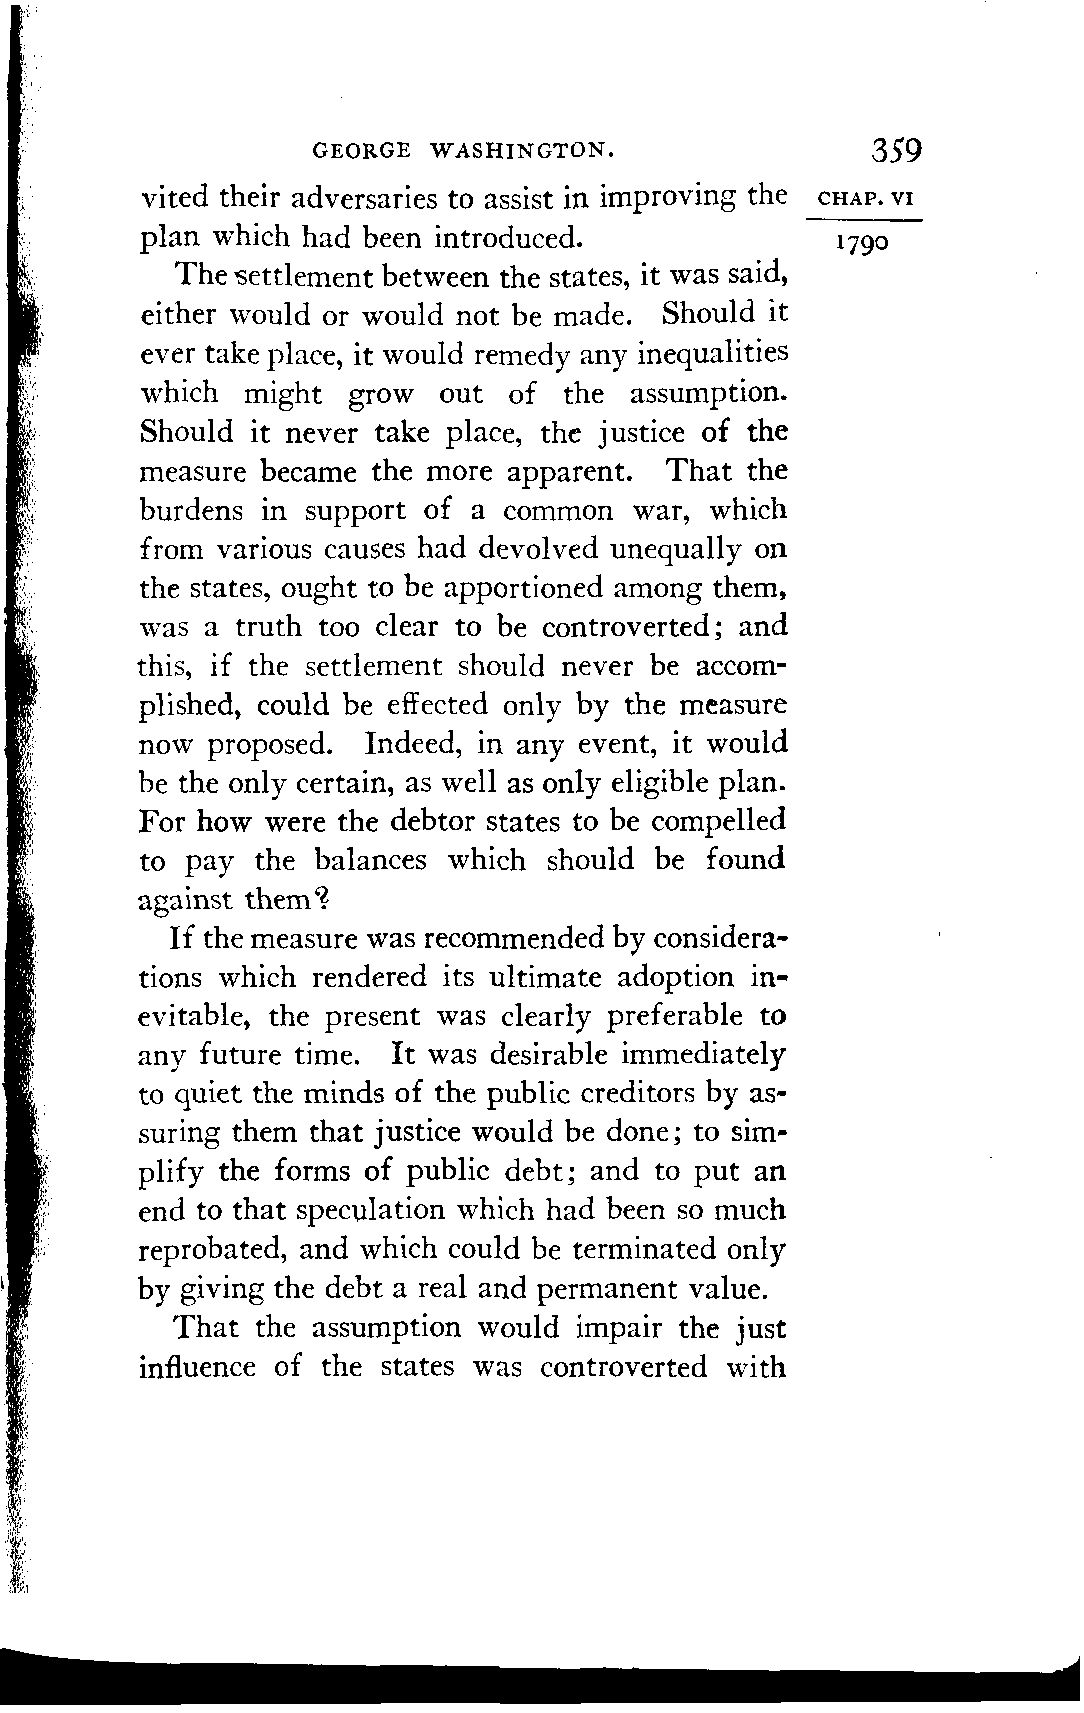 GEORGE WASHINGTON. 359
vited their adversaries to assist in improving the CHAP. VI
plan which had been introduced. 1790
The settlement between the states, it was said,
either would or would not be made. Should it
ever take place, it would remedy any inequalities
which might grow out of the assumption.
Should it never take place, the justice of the
measure became the more apparent. That the
burdens in support of a common war, which
from various causes had devolved unequally on
the states, ought to be apportioned among them,
was a truth too clear to be controverted; and
this, if the settlement should never be accom-
plished, could be effected only by the measure
now proposed. Indeed, in any event, it would
be the only certain, as well as only eligible plan.
For how were the debtor states to be compelled
to pay the balances which should be found
against them?
If the measure was recommended by considera-
tions which rendered its ultimate adoption in-
evitable, the present was clearly preferable to
any future time. It was desirable immediately
to quiet the minds of the public creditors by as-
suring them that justice would be done; to sim-
plify the forms of public debt; and to put an
end to that speculation which had been so much
reprobated, and which could be terminated only
by giving the debt a real and permanent value.
That the assumption would impair the just
influence of the states was controverted with